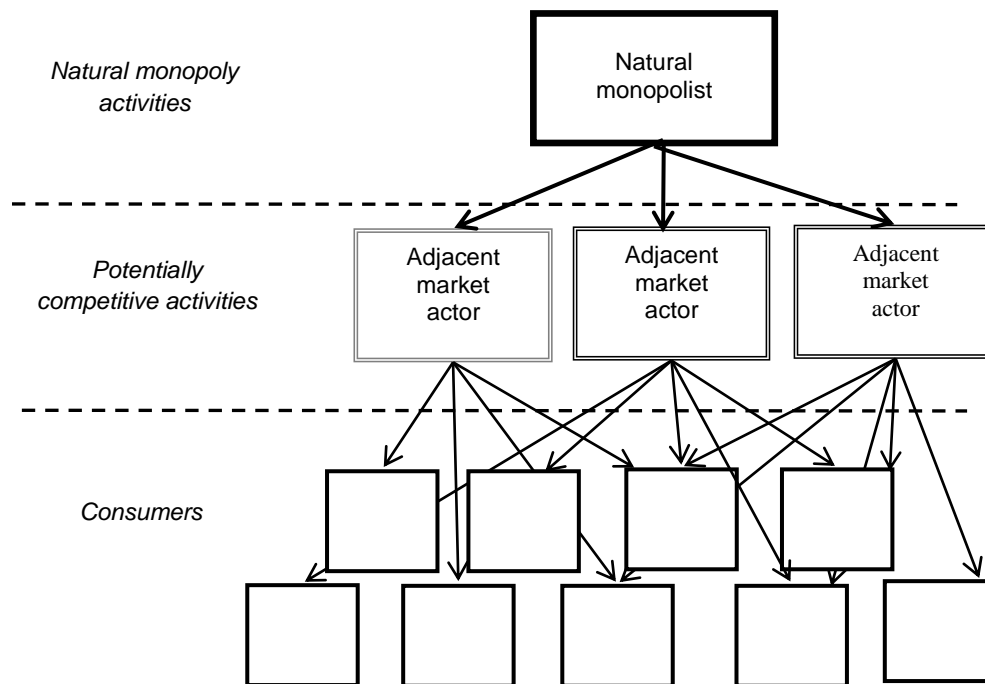 Natural monopoly
activities
Natural
monopolist
Potentially
competitive activities
Adjacent
market
actor
Adjacent
market
actor
Adjacent
market
actor
Consumers